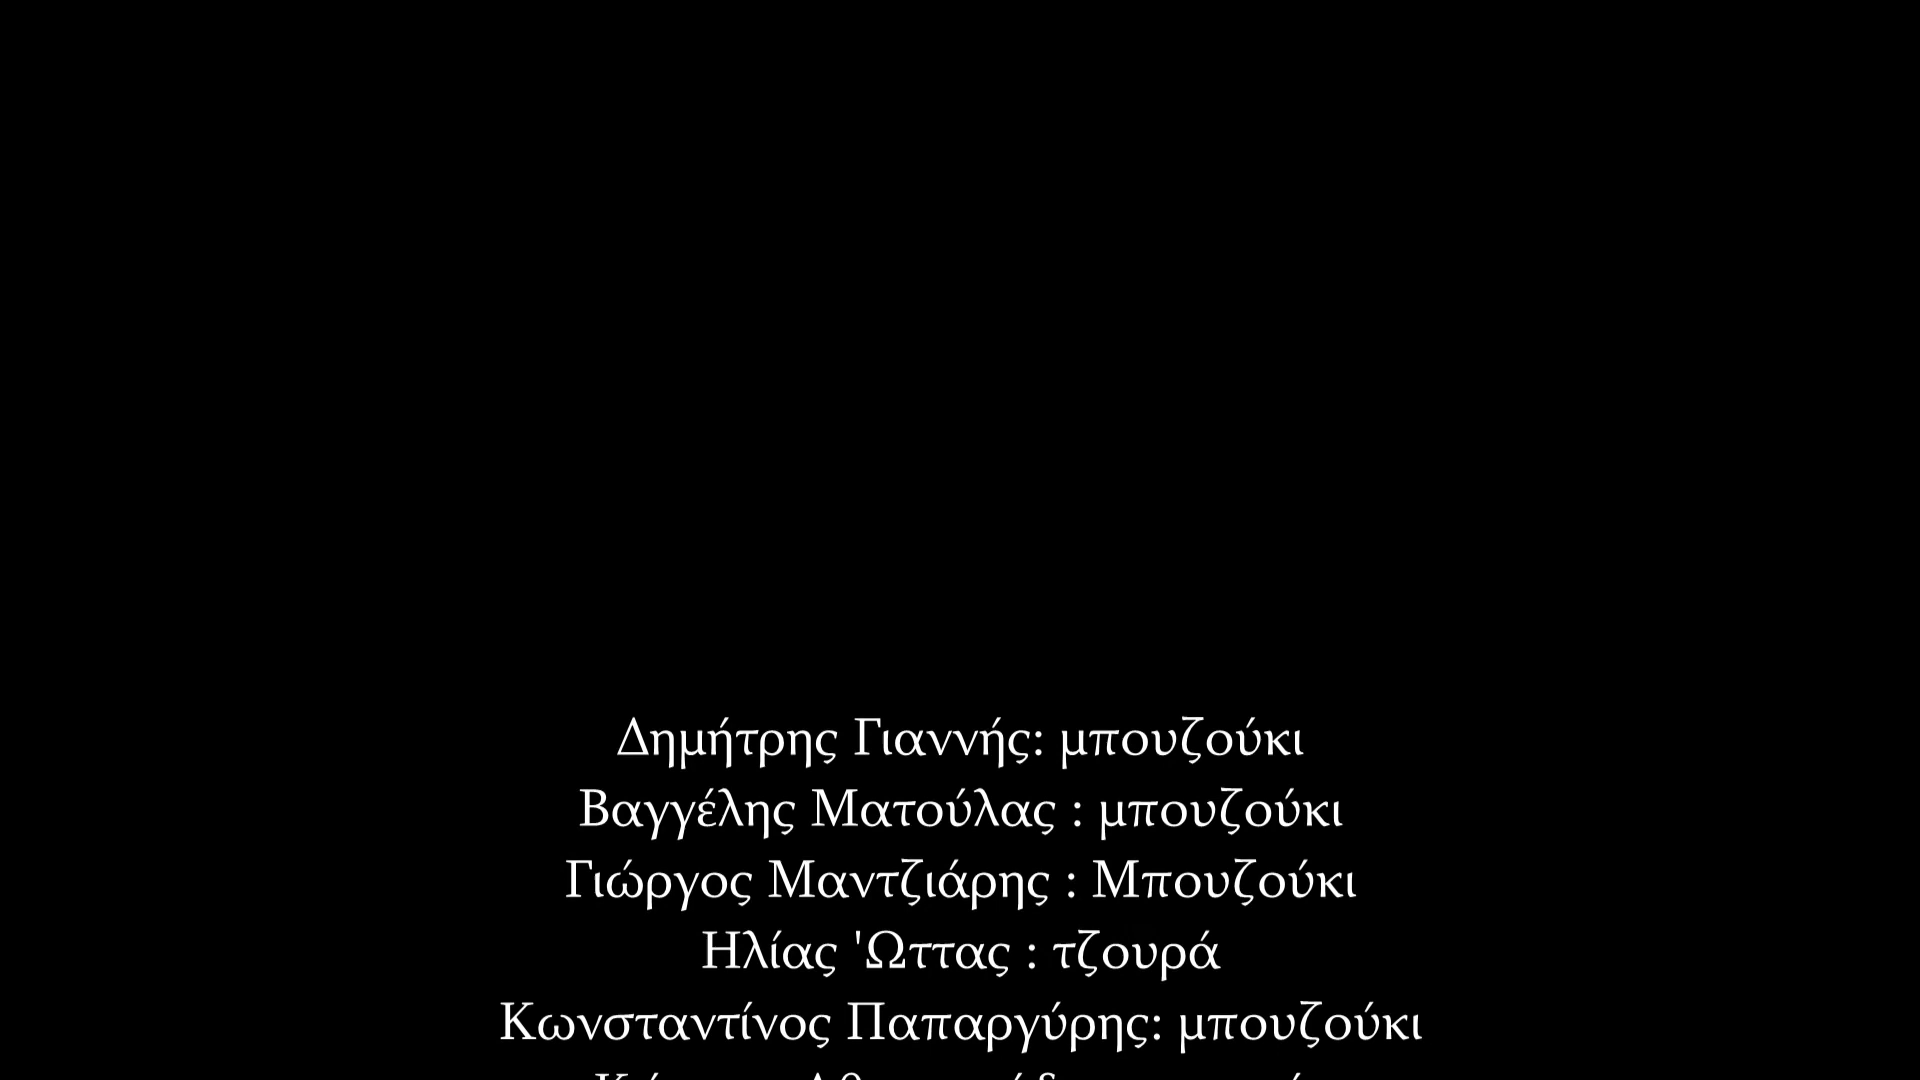 Δημήτρης Γιαννής: μπουζούκι
Βαγγέλης Ματούλας : μπουζούκι
Γιώργος Μαντζιάρης : Μπουζούκι
Ηλίας 'Ωττας : τζουρά
Κωνσταντίνος Παπαργύρης: μπουζούκι